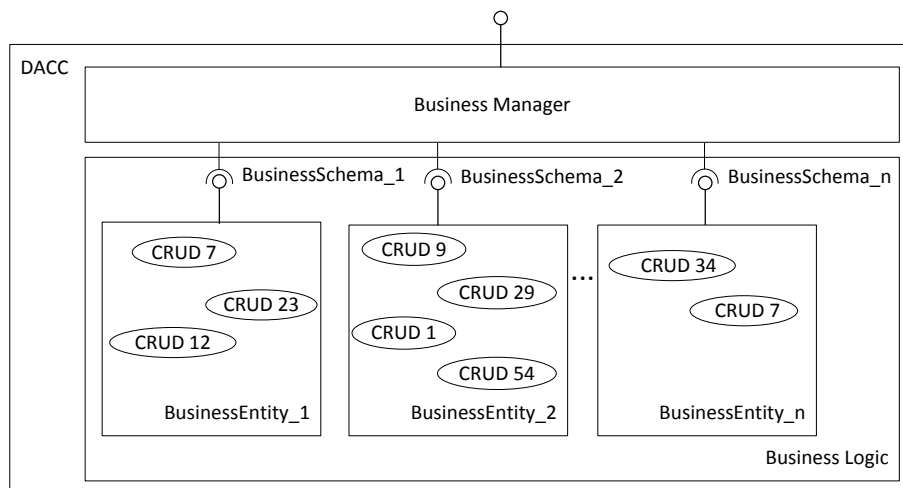 DACC
Business Manager
BusinessSchema_1
BusinessSchema_2
BusinessSchema_n
CRUD 7
CRUD 23
CRUD 12
BusinessEntity_1
CRUD 9
CRUD 29
CRUD 1
CRUD 54
BusinessEntity_2
...
CRUD 34
CRUD 7
BusinessEntity_n
Business Logic